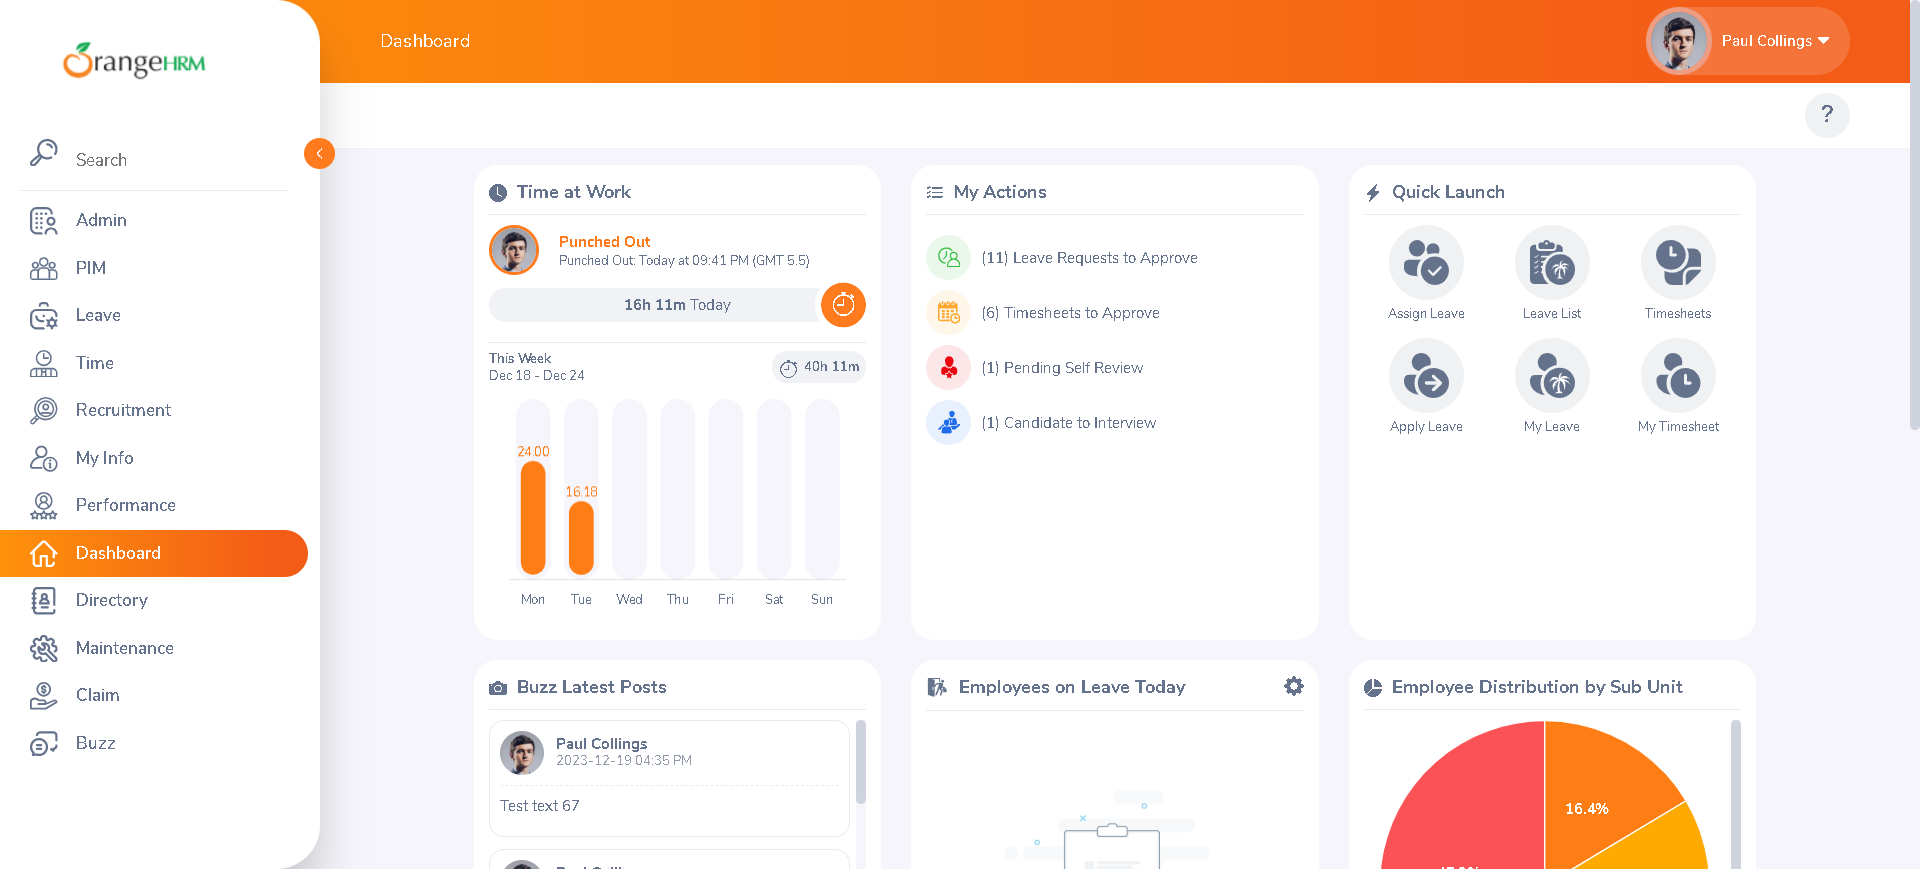 OrangeHRM
Search
Admin
PIM
Leave
Time
Recruitment
My Info
Performance
Dashboard
Directory
Maintenance
Claim
Buzz
Dashboard
Paul Collings
?
Time at Work
Punched Out
Punched Out: Today at 09:41 PM (GMT 5.5)
16h 11m Today
This Week
Dec 18 - Dec 24
40h 11m
24.00
16.18
Mon Tue Wed Thu Fri Sat Sun
My Actions
(11) Leave Requests to Approve
(6) Timesheets to Approve
(1) Pending Self Review
(1) Candidate to Interview
Quick Launch
Assign Leave
Leave List
Timesheets
Apply Leave
My Leave
My Timesheet
Buzz Latest Posts
Paul Collings
2023-12-19 04:35 PM
Test text 67
Employees on Leave Today
Employee Distribution by Sub Unit
16.4%